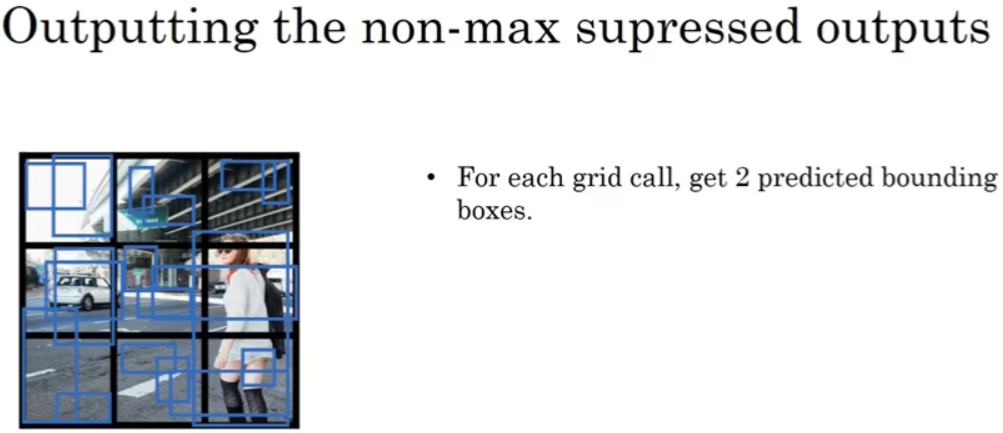 Outputting the non-max supressed outputs
• For each grid call, get 2 predicted bounding
boxes.